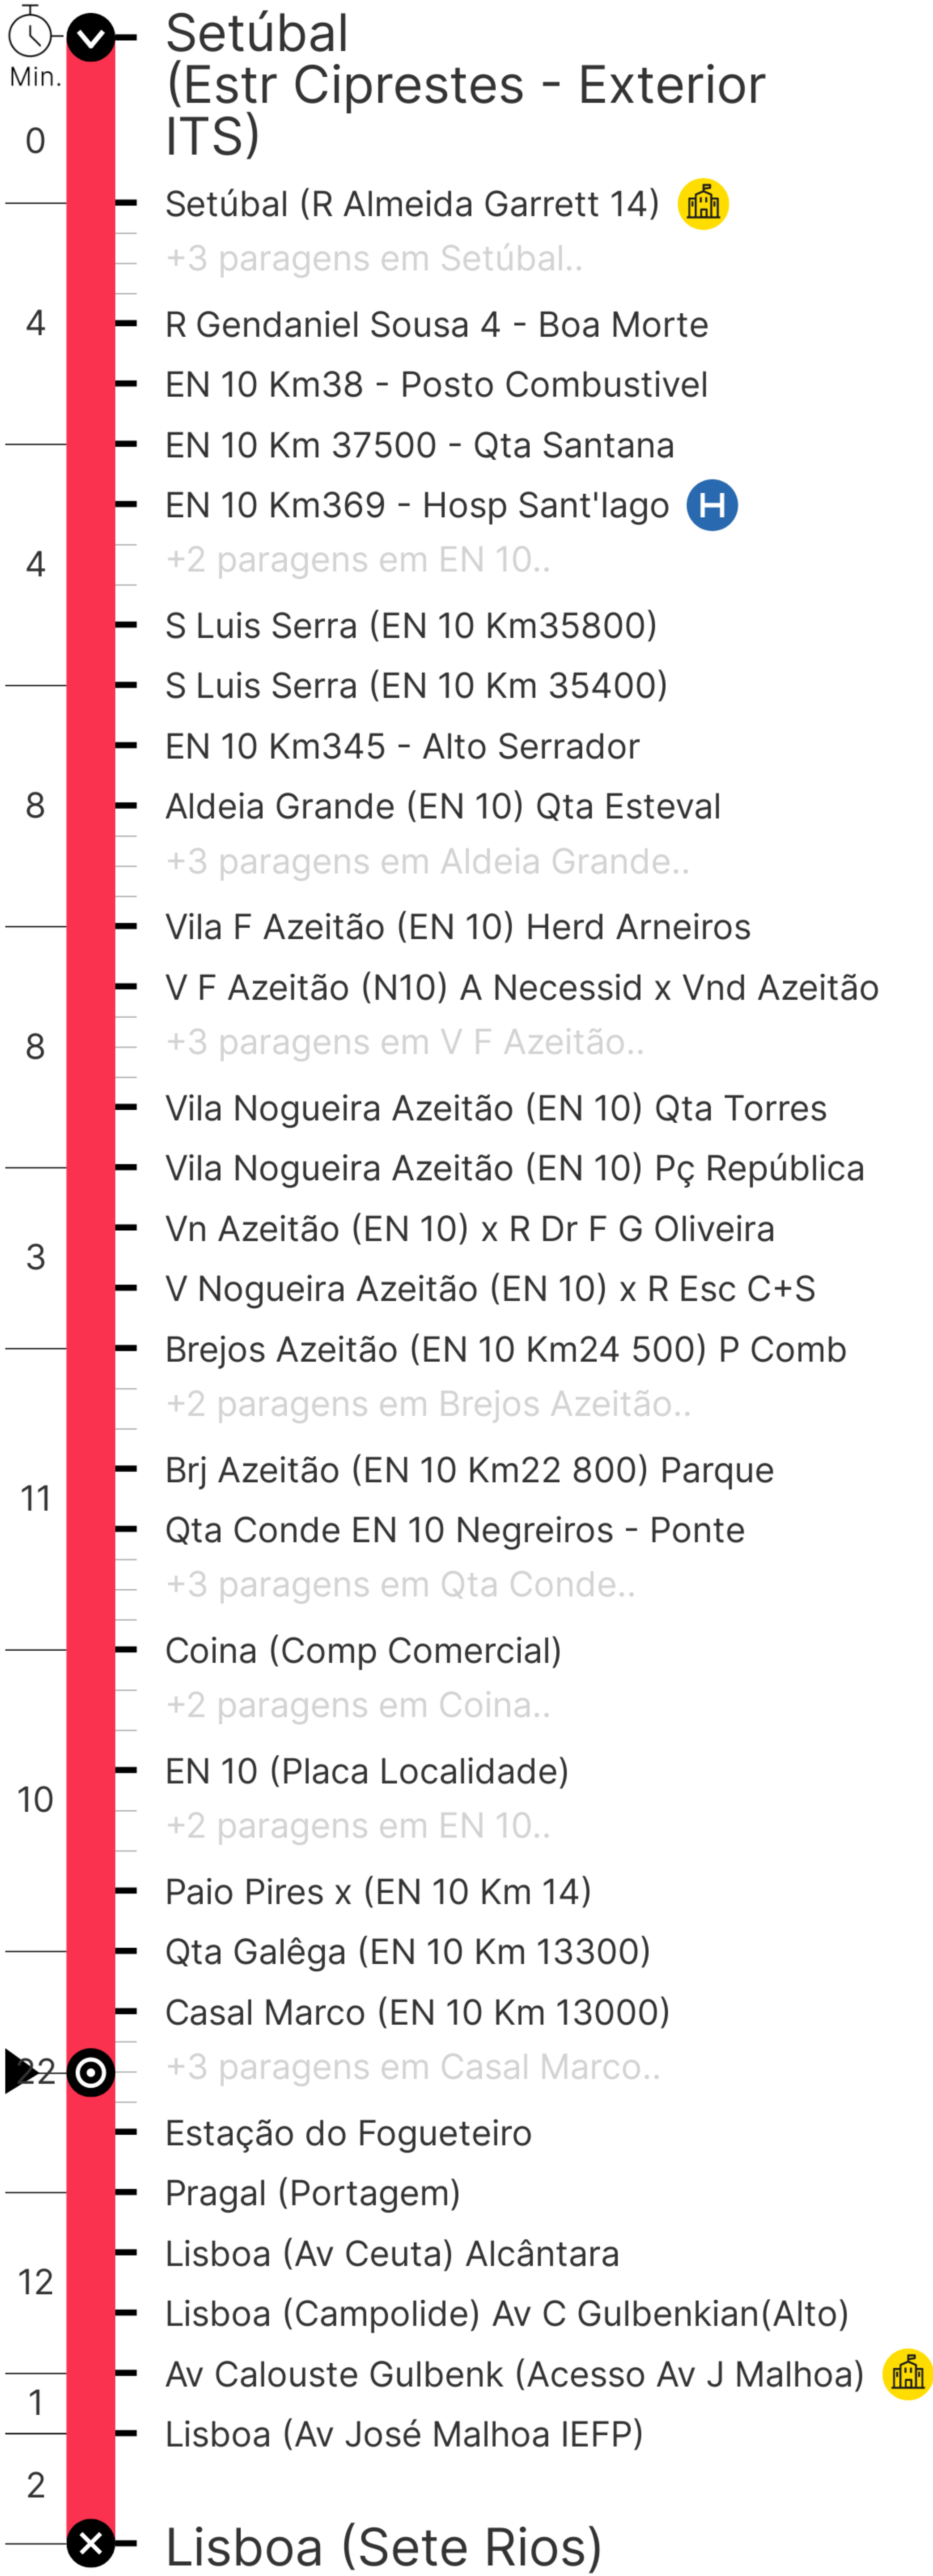 Setúbal
(Estr Ciprestes - Exterior
ITS)
Min.
0
Setúbal (R Almeida Garrett 14)
+3 paragens em Setúbal..
4
R Gendaniel Sousa 4 - Boa Morte
EN 10 Km38 - Posto Combustivel
EN 10 Km 37500 - Qta Santana
EN 10 Km369 - Hosp Sant'Iago H
4
+2 paragens em EN 10..
S Luis Serra (EN 10 Km35800)
S Luis Serra (EN 10 Km 35400)
EN 10 Km345 - Alto Serrador
8
Aldeia Grande (EN 10) Qta Esteval
+3 paragens em Aldeia Grande..
Vila F Azeitão (EN 10) Herd Arneiros
V F Azeitão (N10) A Necessid x Vnd Azeitão
8
+3 paragens em V F Azeitão..
Vila Nogueira Azeitão (EN 10) Qta Torres
Vila Nogueira Azeitão (EN 10) Pç República
Vn Azeitão (EN 10) x R Dr F G Oliveira
3
V Nogueira Azeitão (EN 10) x R Esc C+S
Brejos Azeitão (EN 10 Km24 500) P Comb
+2 paragens em Brejos Azeitão..
Brj Azeitão (EN 10 Km22 800) Parque
11
Qta Conde EN 10 Negreiros - Ponte
+3 paragens em Qta Conde..
Coina (Comp Comercial)
+2 paragens em Coina..
EN 10 (Placa Localidade)
10
+2 paragens em EN 10..
Paio Pires x (EN 10 Km 14)
Qta Galêga (EN 10 Km 13300)
Casal Marco (EN 10 Km 13000)
22
+3 paragens em Casal Marco..
Estação do Fogueteiro
Pragal (Portagem)
Lisboa (Av Ceuta) Alcântara
12
Lisboa (Campolide) Av C Gulbenkian(Alto)
Av Calouste Gulbenk (Acesso Av J Malhoa)
1
Lisboa (Av José Malhoa IEFP)
2
Lisboa (Sete Rios)